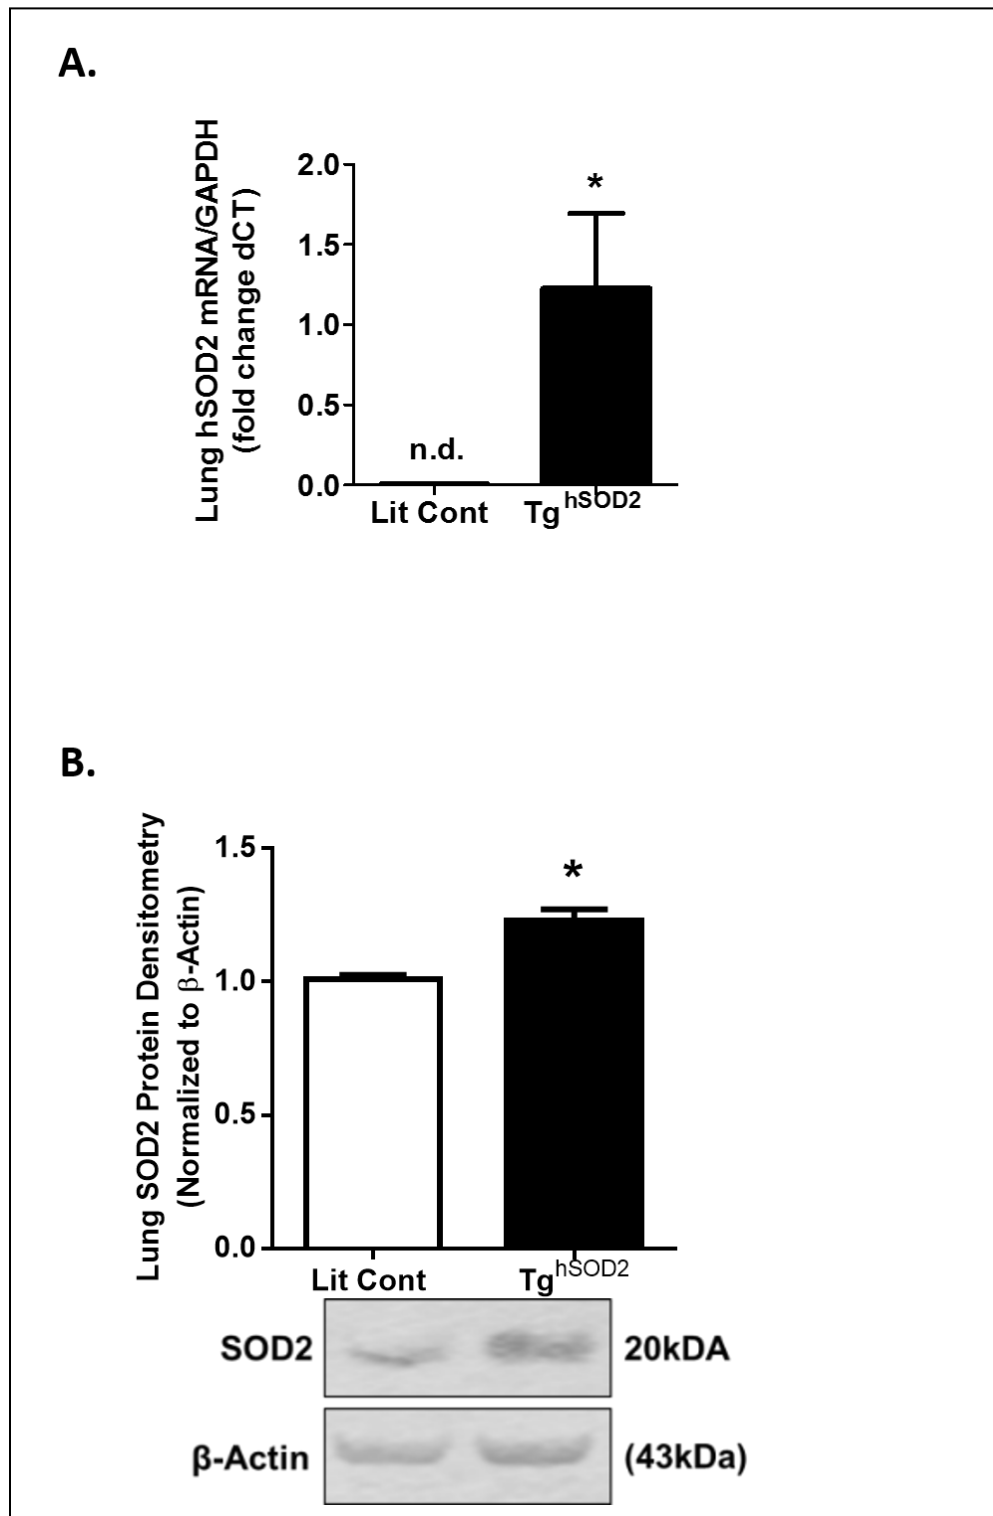 A.
Lung hSOD2 mRNA/GAPDH
(fold change dCT)
2.0
1.5
1.0
0.5
0.0
*
n.d.
Lit Cont
Tg hSOD2
B.
Lung SOD2 Protein Densitometry
(Normalized to β-Actin)
1.5
1.0
0.5
0.0
*
Lit Cont
Tg hSOD2
SOD2
20kDA
β-Actin
(43kDa)